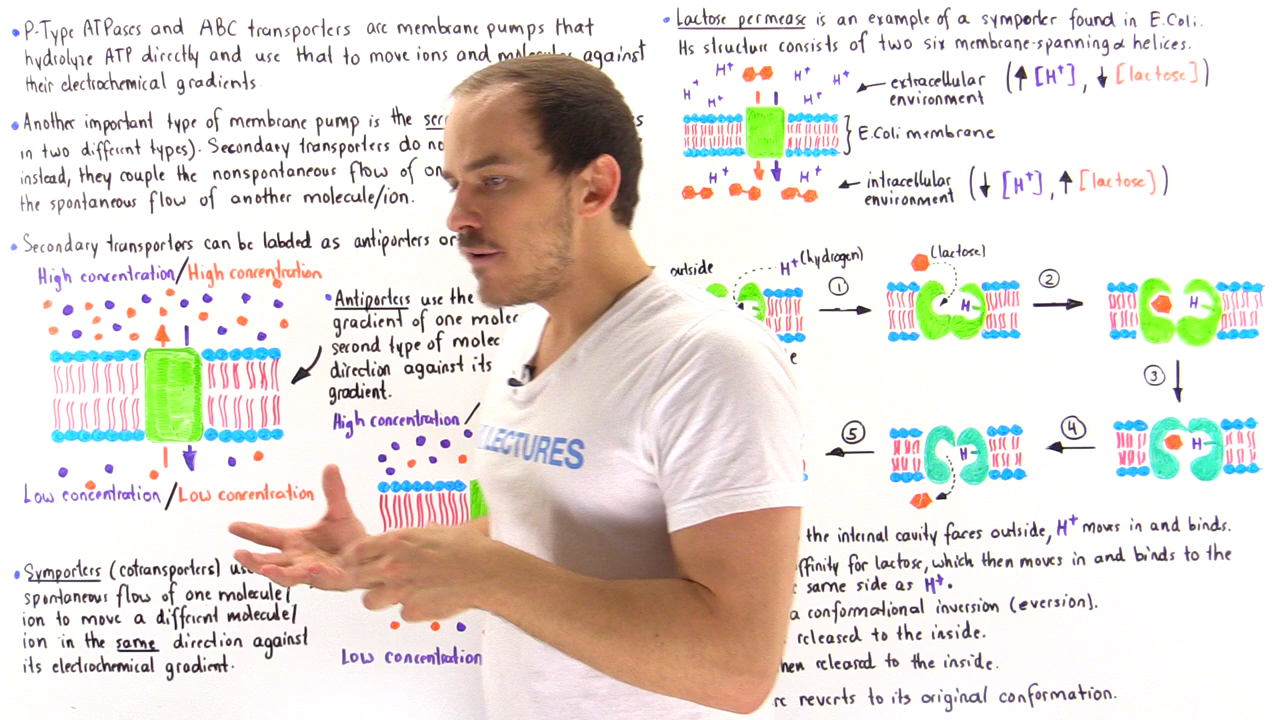 • P-Type ATPases and ABC transporters are membrane pumps that
hydrolyze ATP directly and use that to move ions and molecules against
their electrochemical gradients.
• Another important type of membrane pump is the
in two different types). Secondary transporters do
instead, they couple the nonspontaneous flow of
the spontaneous flow of another molecule/ion.
• Secondary transporters can be labded as antiporters or
High concentration/High concentration
Low concentration/Low concentration
• Antiporters use the
gradient of one
second type of
direction against its
gradient.
High concentration/
Low concentration
• Symporters (cotransporters)
spontaneous flow of one molecule/
ion to move a different molecule/
ion in the same direction against
its electrochemical gradient.
LECTURES
• Lactose permease is an example of a symporter found in E.Coli.
Its structure consists of two six membrane-spanning α helices.
H+ H+ H+ H+ H+ H+
extracellular
environment
(↑[H+], ↓[lactose])
} E.Coli membrane
H+ H+
intracellular
environment
(↓[H+], ↑[lactose])
outside
H+(hydrogen)
①
(lactose)
H
②
H
③
H
④
H
⑤
the internal cavity faces outside, H+ moves in and binds.
for lactose, which then moves in and binds to the
same side as H+.
a conformational inversion (eversion).
released to the inside.
released to the inside.
reverts to its original conformation.